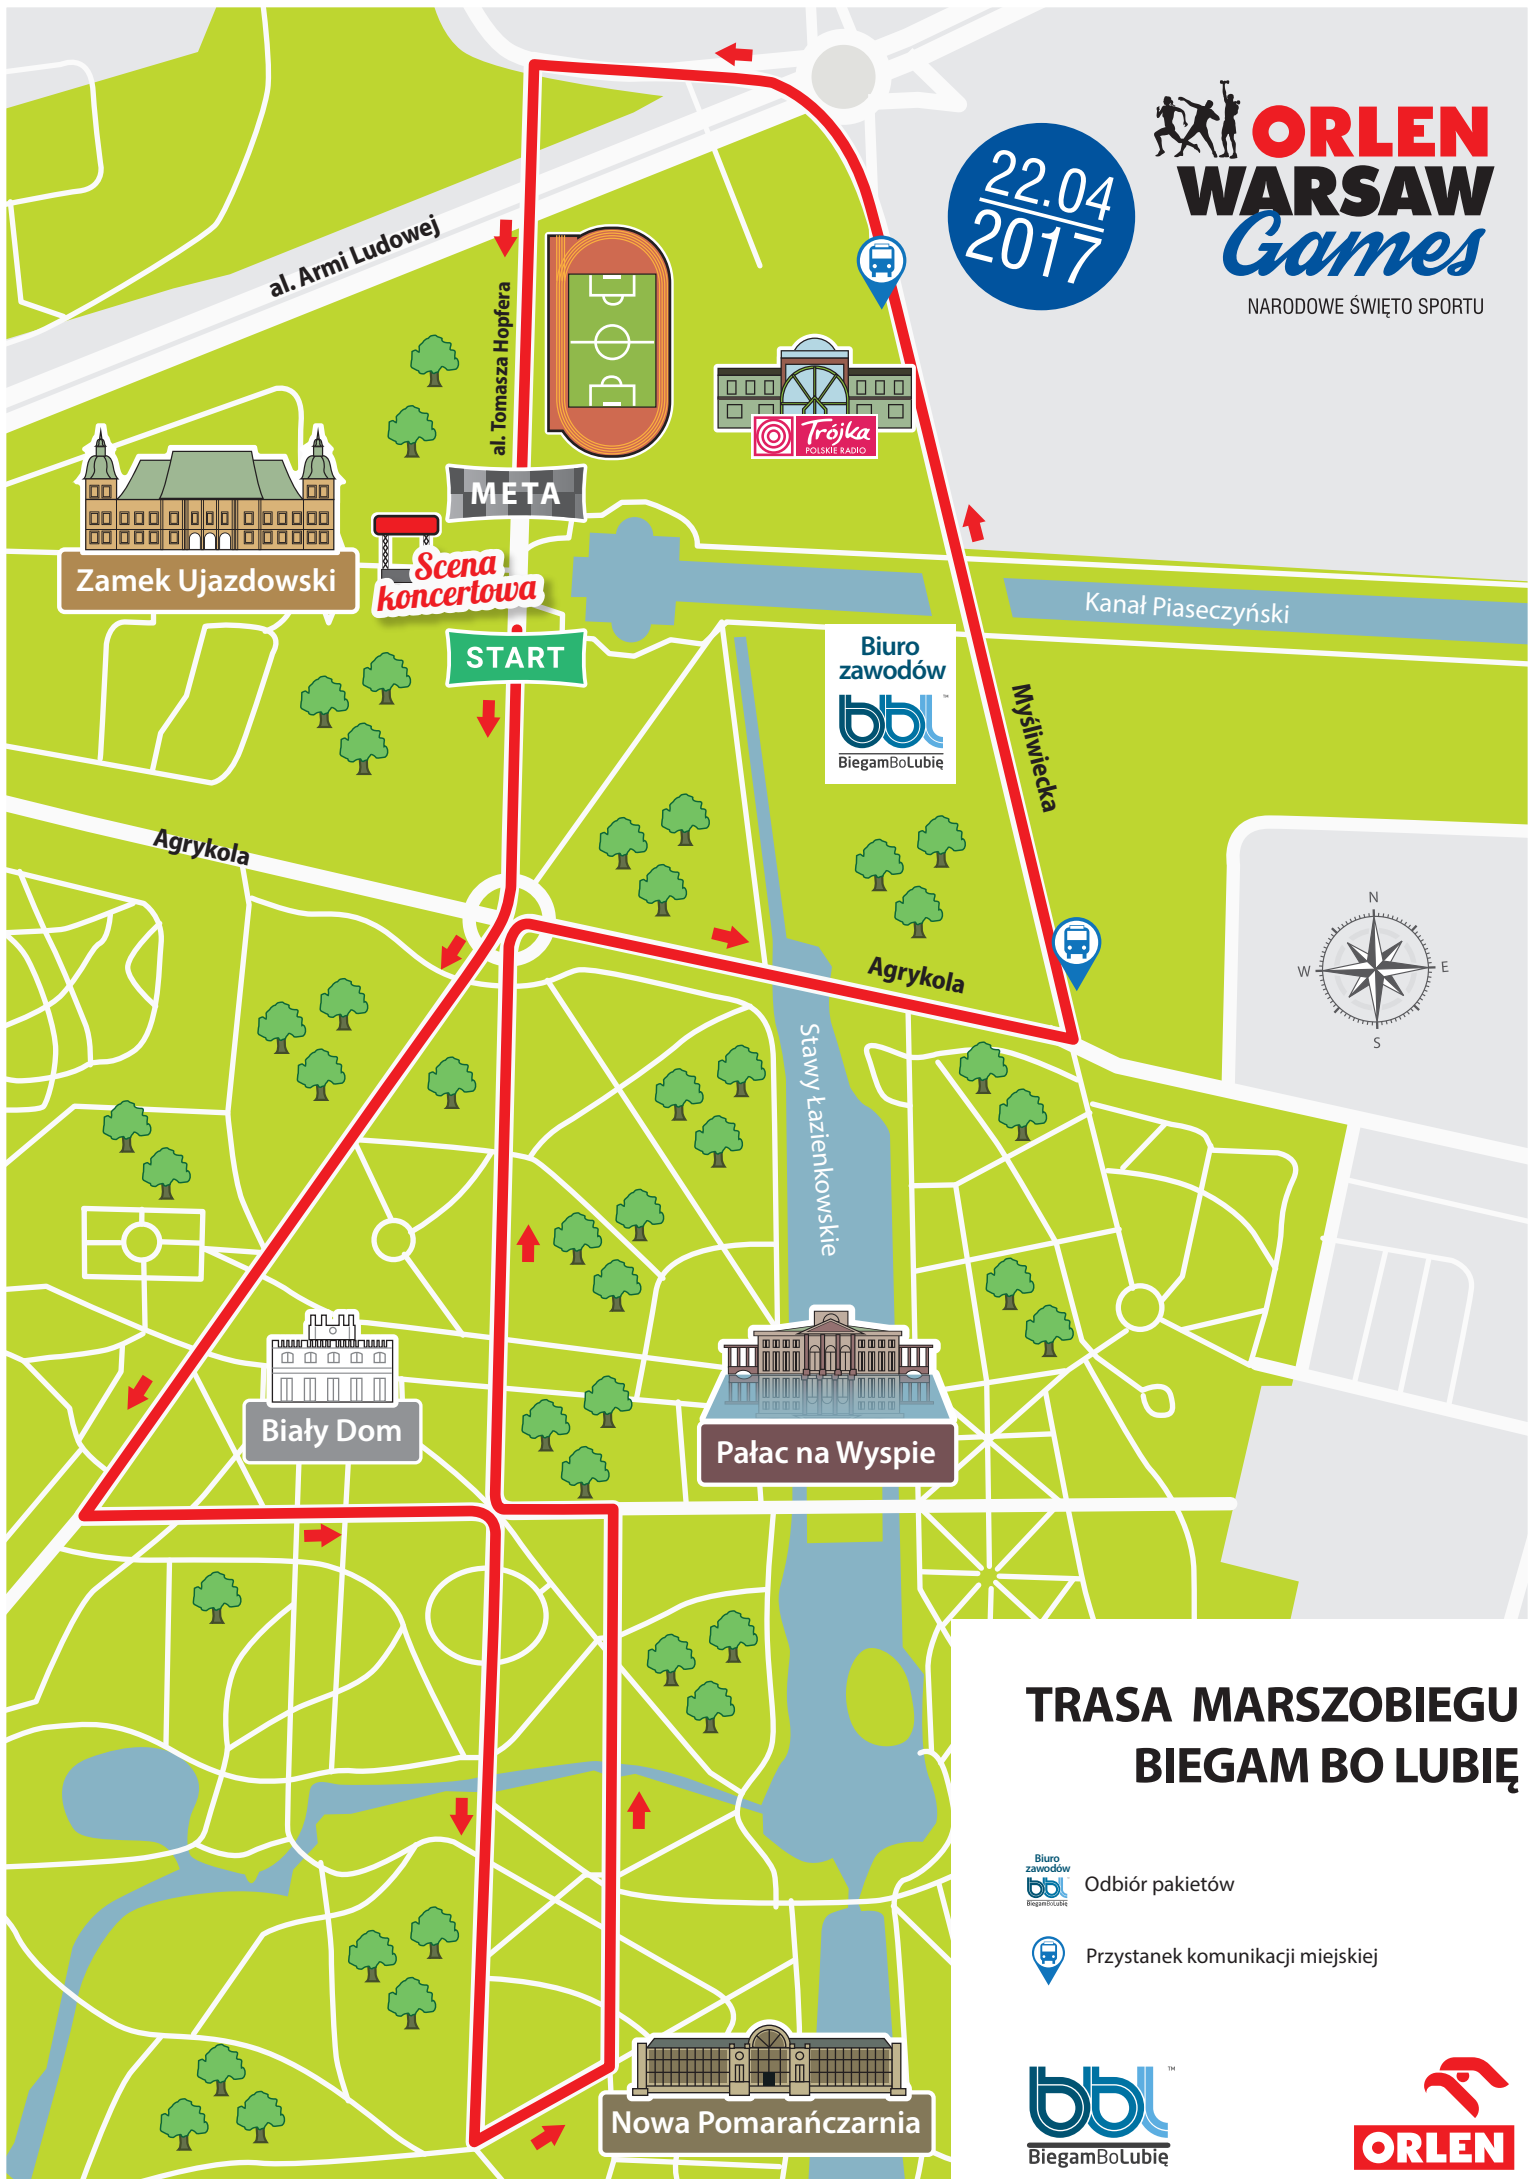 ORLEN
WARSAW
Games
NARODOWE ŚWIĘTO SPORTU
22.04
2017
al. Armi Ludowej
al. Tomasza Hopfera
Trójka
POLSKIE RADIO
META
Zamek Ujazdowski
Scena
koncertowa
START
Kanał Piaseczyński
Biuro
zawodów
bbl
TM
BiegamBoLubię
Myśliwiecka
Agrykola
Agrykola
N
W
E
S
Stawy Łazienkowskie
Biały Dom
Pałac na Wyspie
TRASA MARSZOBIEGU
BIEGAM BO LUBIĘ
Biuro
zawodów
bbl
BiegamBoLubię
Odbiór pakietów
Przystanek komunikacji miejskiej
Nowa Pomarańczarnia
bbl
TM
BiegamBoLubię
ORLEN